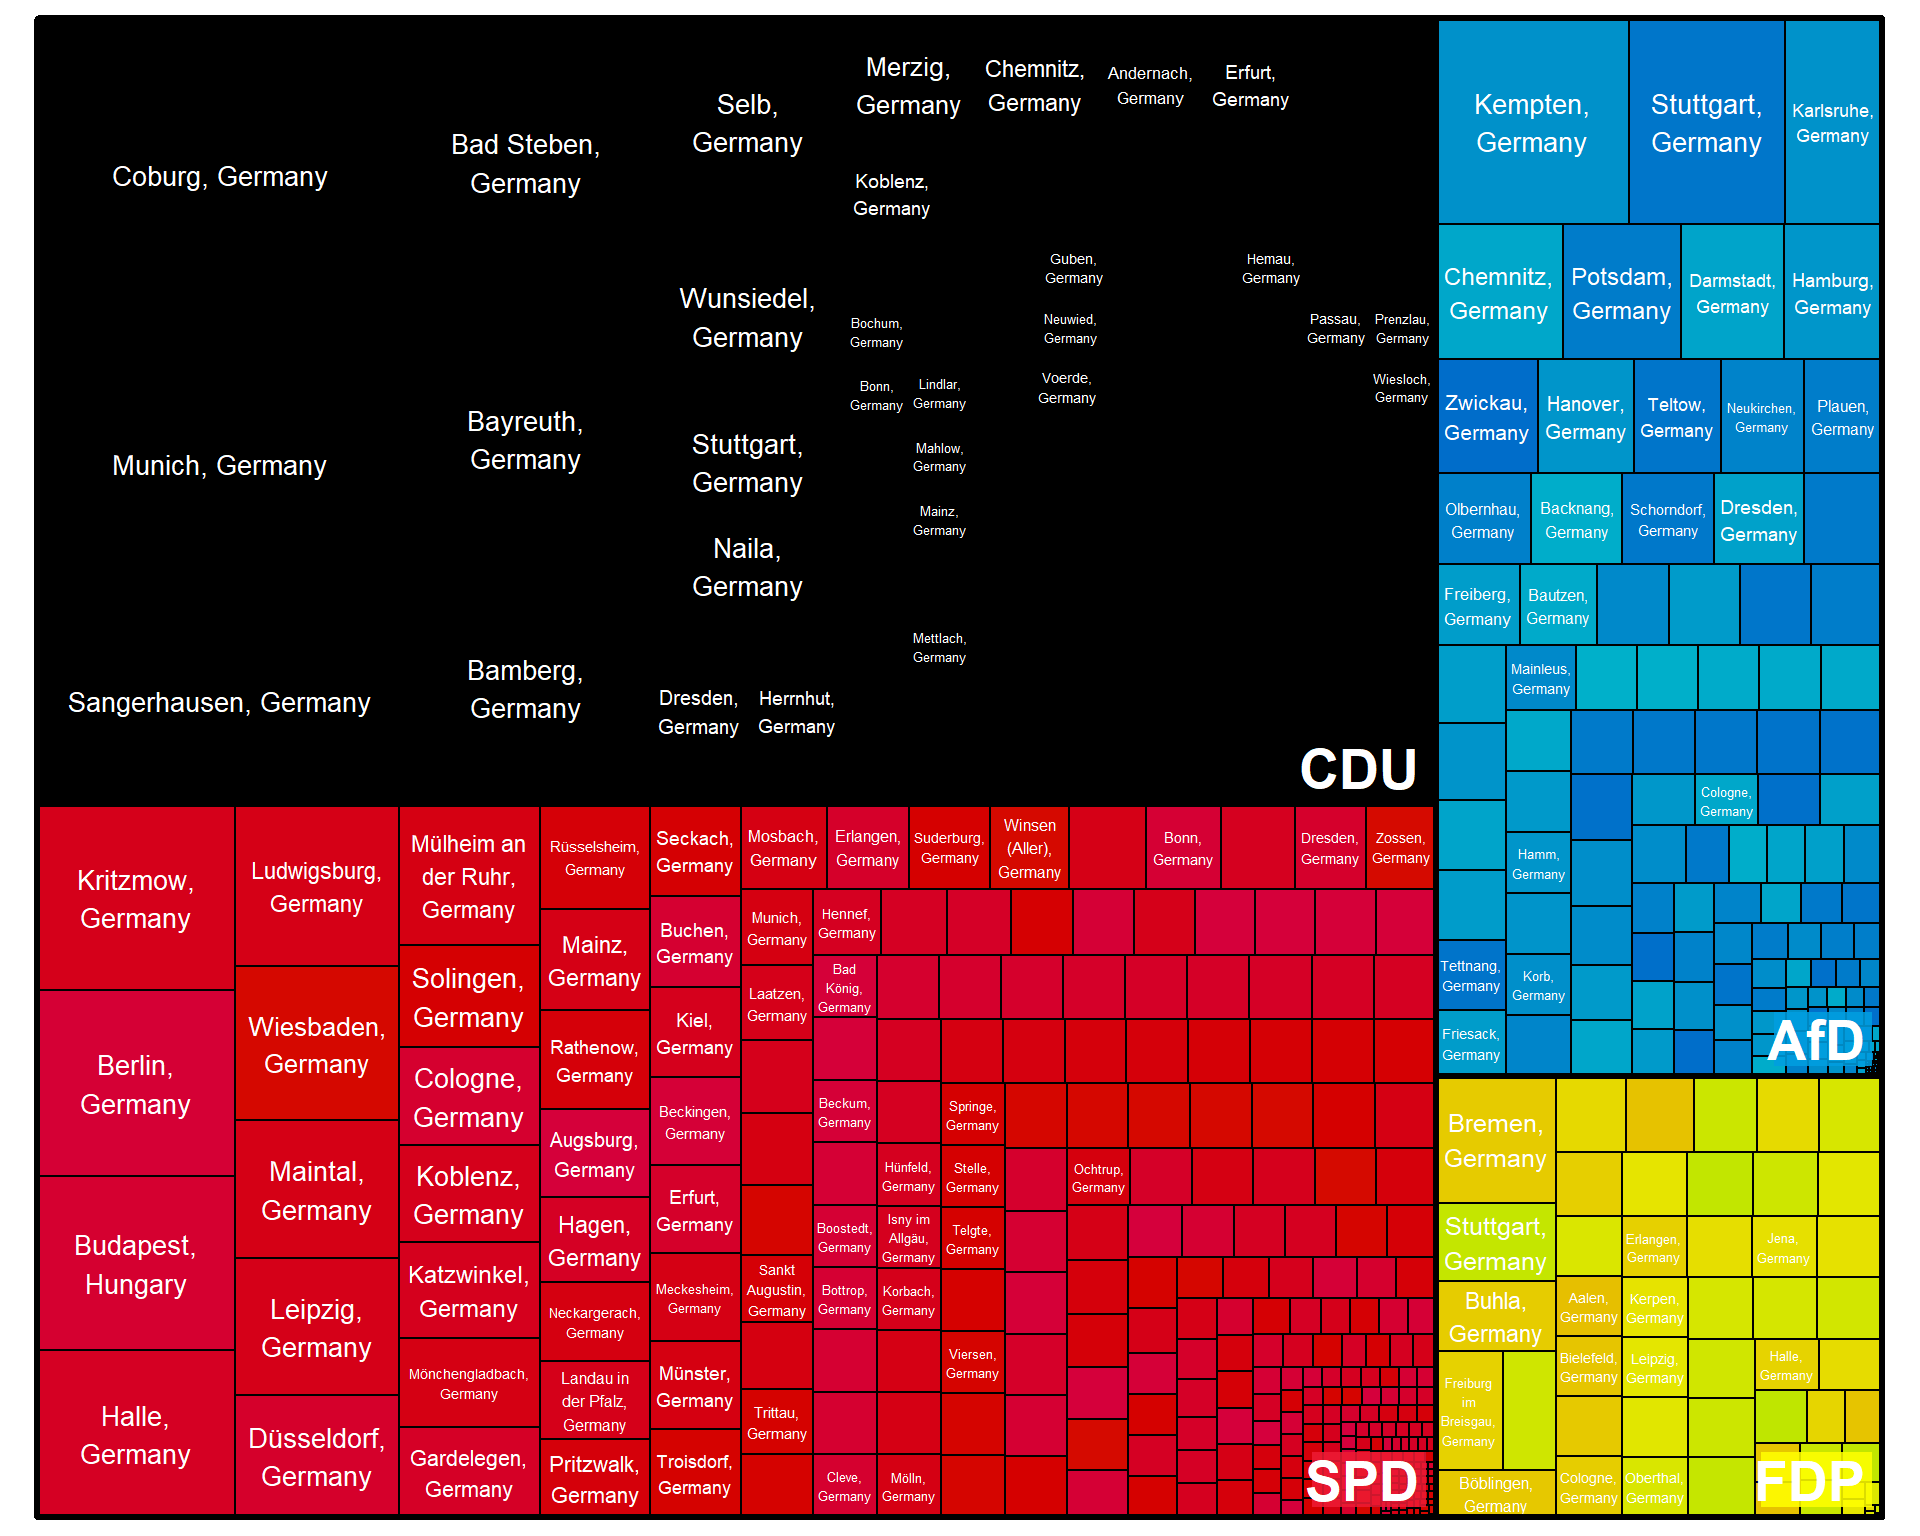 Coburg, Germany
Munich, Germany
Sangerhausen, Germany
Bad Steben,
Germany
Bayreuth,
Germany
Bamberg,
Germany
Selb,
Germany
Wunsiedel,
Germany
Stuttgart,
Germany
Naila,
Germany
Dresden,
Germany
Herrnhut,
Germany
Merzig,
Germany
Chemnitz,
Germany
Andernach,
Germany
Erfurt,
Germany
Koblenz,
Germany
Bochum,
Germany
Bonn,
Germany
Lindlar,
Germany
Mahlow,
Germany
Mainz,
Germany
Mettlach,
Germany
Guben,
Germany
Neuwied,
Germany
Voerde,
Germany
Hemau,
Germany
Passau,
Germany
Prenzlau,
Germany
Wiesloch,
Germany
CDU
Kritzmow,
Germany
Berlin,
Germany
Budapest,
Hungary
Halle,
Germany
Ludwigsburg,
Germany
Wiesbaden,
Germany
Maintal,
Germany
Leipzig,
Germany
Düsseldorf,
Germany
Mülheim an
der Ruhr,
Germany
Solingen,
Germany
Cologne,
Germany
Koblenz,
Germany
Katzwinkel,
Germany
Mönchengladbach,
Germany
Gardelegen,
Germany
Rüsselsheim,
Germany
Mainz,
Germany
Rathenow,
Germany
Augsburg,
Germany
Hagen,
Germany
Neckargerach,
Germany
Landau in
der Pfalz,
Germany
Pritzwalk,
Germany
Seckach,
Germany
Buchen,
Germany
Kiel,
Germany
Beckingen,
Germany
Erfurt,
Germany
Meckesheim,
Germany
Münster,
Germany
Troisdorf,
Germany
Mosbach,
Germany
Erlangen,
Germany
Suderburg,
Germany
Winsen
(Aller),
Germany
Bonn,
Germany
Dresden,
Germany
Zossen,
Germany
Munich,
Germany
Laatzen,
Germany
Sankt
Augustin,
Germany
Trittau,
Germany
Hennef,
Germany
Bad
König,
Germany
Beckum,
Germany
Boostedt,
Germany
Bottrop,
Germany
Cleve,
Germany
Hünfeld,
Germany
Isny im
Allgäu,
Germany
Korbach,
Germany
Mölln,
Germany
Springe,
Germany
Stelle,
Germany
Telgte,
Germany
Viersen,
Germany
Ochtrup,
Germany
SPD
Kempten,
Germany
Stuttgart,
Germany
Karlsruhe,
Germany
Chemnitz,
Germany
Potsdam,
Germany
Darmstadt,
Germany
Hamburg,
Germany
Zwickau,
Germany
Hanover,
Germany
Teltow,
Germany
Neukirchen,
Germany
Plauen,
Germany
Olbernhau,
Germany
Backnang,
Germany
Schorndorf,
Germany
Dresden,
Germany
Freiberg,
Germany
Bautzen,
Germany
Mainleus,
Germany
Cologne,
Germany
Hamm,
Germany
Tettnang,
Germany
Korb,
Germany
Friesack,
Germany
AfD
Bremen,
Germany
Stuttgart,
Germany
Buhla,
Germany
Freiburg
im
Breisgau,
Germany
Böblingen,
Germany
Erlangen,
Germany
Jena,
Germany
Aalen,
Germany
Kerpen,
Germany
Bielefeld,
Germany
Leipzig,
Germany
Halle,
Germany
Cologne,
Germany
Oberthal,
Germany
FDP